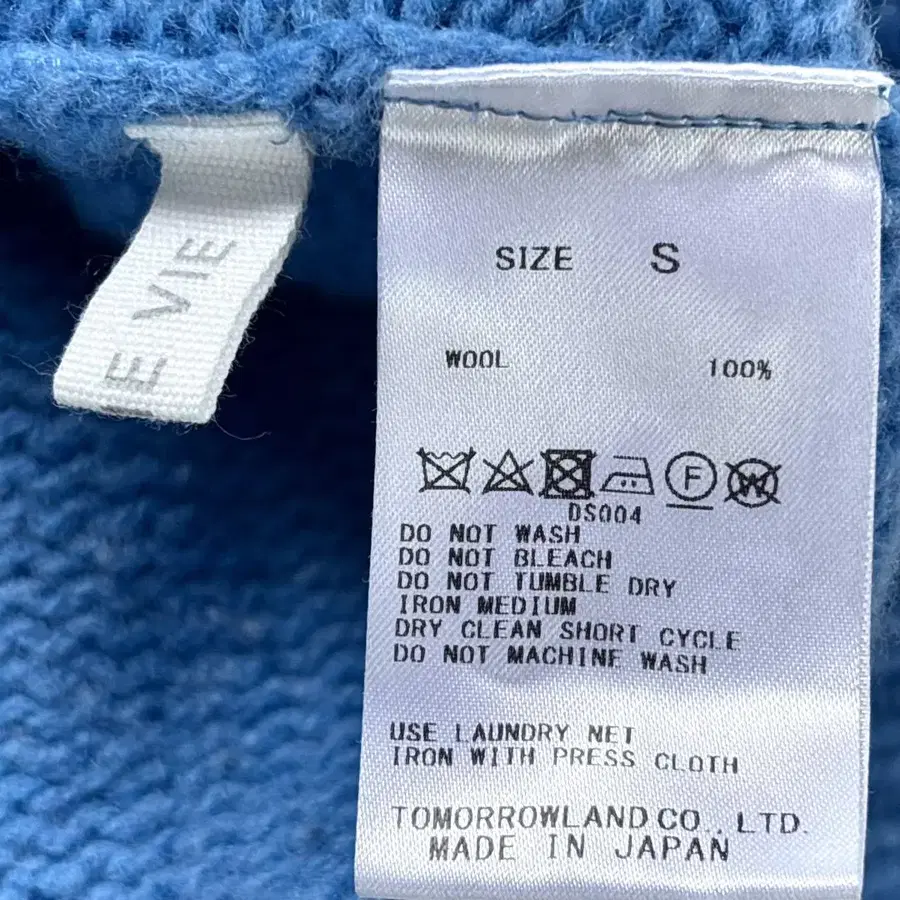 E VIE
SIZE S
WOOL 100%
F W
DS004
DO NOT WASH
DO NOT BLEACH
DO NOT TUMBLE DRY
IRON MEDIUM
DRY CLEAN SHORT CYCLE
DO NOT MACHINE WASH
USE LAUNDRY NET
IRON WITH PRESS CLOTH
TOMORROWLAND CO., LTD.
MADE IN JAPAN